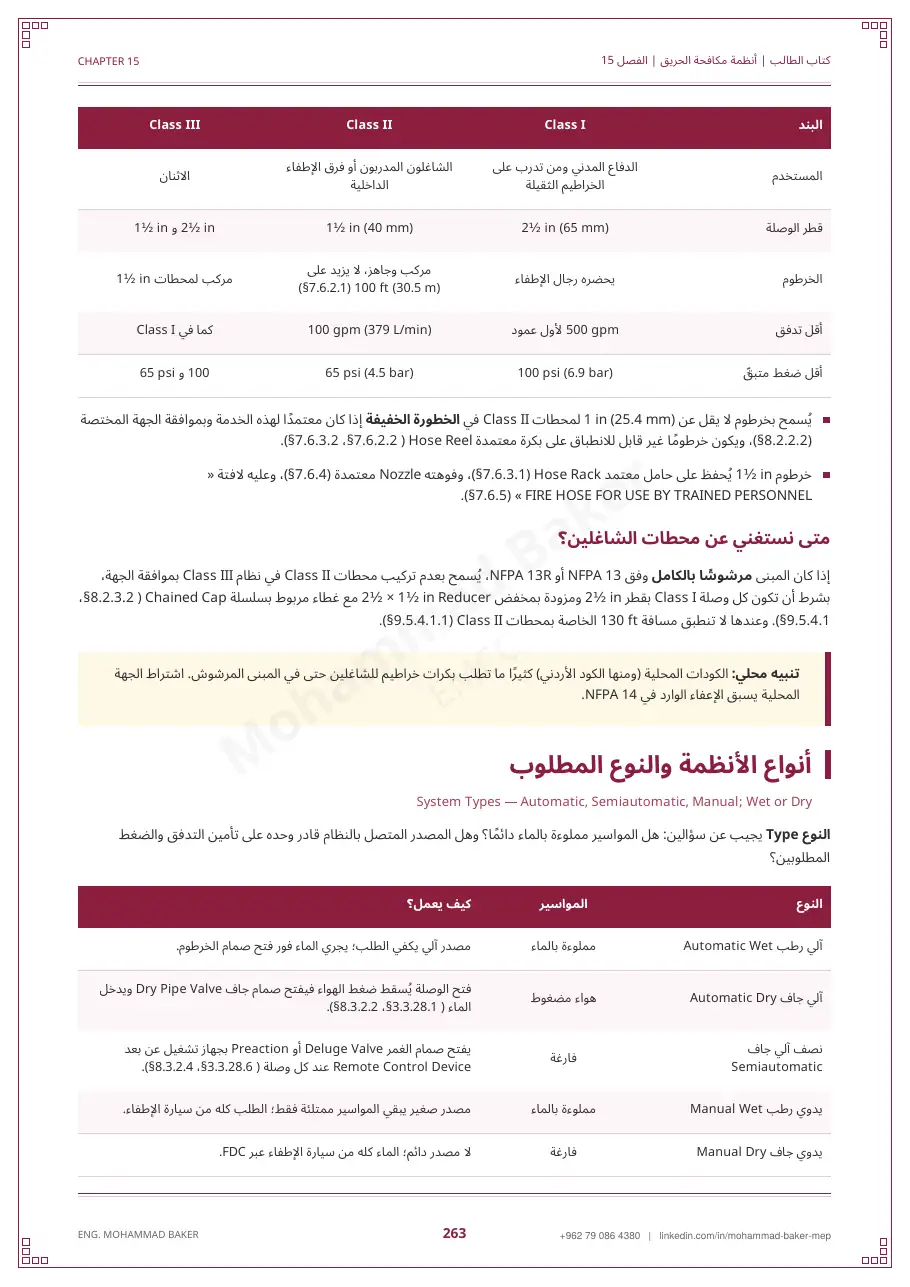 كتاب الطالب | أنظمة مكافحة الحريق | الفصل 15
CHAPTER 15
البند Class I Class II Class III
المستخدم
الدفاع المدني ومن تدرب على
الخراطيم الثقيلة
الشاغلون المدربون أو فرق الإطفاء
الداخلية
الاثنان
قطر الوصلة 2½ in (65 mm) 1½ in (40 mm) 2½ in و 1½ in
الخرطوم
يحضره رجال الإطفاء
مركب وجاهز، لا يزيد على
100 ft (30.5 m) (§7.6.2.1)
مركب لمحطات 1½ in
أقل تدفق 500 gpm لأول عمود 100 gpm (379 L/min) كما في Class I
أقل ضغط متبقٍّ 100 psi (6.9 bar) 65 psi (4.5 bar) 100 و 65 psi
يُسمح بخرطوم لا يقل عن 1 in (25.4 mm) لمحطات Class II في الخطورة الخفيفة إذا كان معتمدًا لهذه الخدمة وبموافقة الجهة المختصة
(§8.2.2.2)، ويكون خرطومًا غير قابل للانطباق على بكرة معتمدة Hose Reel (§7.6.2.2، §7.6.3.2).
خرطوم 1½ in يُحفظ على حامل معتمد Hose Rack (§7.6.3.1)، وفوهته Nozzle معتمدة (§7.6.4)، وعليه لافتة «
FIRE HOSE FOR USE BY TRAINED PERSONNEL » (§7.6.5).
متى نستغني عن محطات الشاغلين؟
إذا كان المبنى مرشوشًا بالكامل وفق NFPA 13 أو NFPA 13R، يُسمح بعدم تركيب محطات Class II في نظام Class III بموافقة الجهة،
بشرط أن تكون كل وصلة Class I بقطر 2½ in ومزودة بمخفض 2½ × 1½ in Reducer مع غطاء مربوط بسلسلة Chained Cap (§8.2.3.2،
§9.5.4.1). وعندها لا تنطبق مسافة 130 ft الخاصة بمحطات Class II (§9.5.4.1.1).
تنبيه محلي: الكودات المحلية (ومنها الكود الأردني) كثيرًا ما تطلب بكرات خراطيم للشاغلين حتى في المبنى المرشوش. اشتراط الجهة
المحلية يسبق الإعفاء الوارد في NFPA 14.
أنواع الأنظمة والنوع المطلوب
System Types — Automatic, Semiautomatic, Manual; Wet or Dry
النوع Type يجيب عن سؤالين: هل المواسير مملوءة بالماء دائمًا؟ وهل المصدر المتصل بالنظام قادر وحده على تأمين التدفق والضغط
المطلوبين؟
النوع المواسير كيف يعمل؟
آلي رطب Automatic Wet مملوءة بالماء مصدر آلي يكفي الطلب؛ يجري الماء فور فتح صمام الخرطوم.
آلي جاف Automatic Dry هواء مضغوط
فتح الوصلة يُسقط ضغط الهواء فيفتح صمام جاف Dry Pipe Valve ويدخل
الماء (§3.3.28.1، §8.3.2.2).
نصف آلي جاف
Semiautomatic
فارغة
يفتح صمام الغمر Deluge Valve أو Preaction بجهاز تشغيل عن بعد
Remote Control Device عند كل وصلة (§3.3.28.6، §8.3.2.4).
يدوي رطب Manual Wet مملوءة بالماء مصدر صغير يبقي المواسير ممتلئة فقط؛ الطلب كله من سيارة الإطفاء.
يدوي جاف Manual Dry فارغة لا مصدر دائم؛ الماء كله من سيارة الإطفاء عبر FDC.
Mohammad Baker
EMCC
ENG. MOHAMMAD BAKER
263
+962 79 086 4380 | linkedin.com/in/mohammad-baker-mep